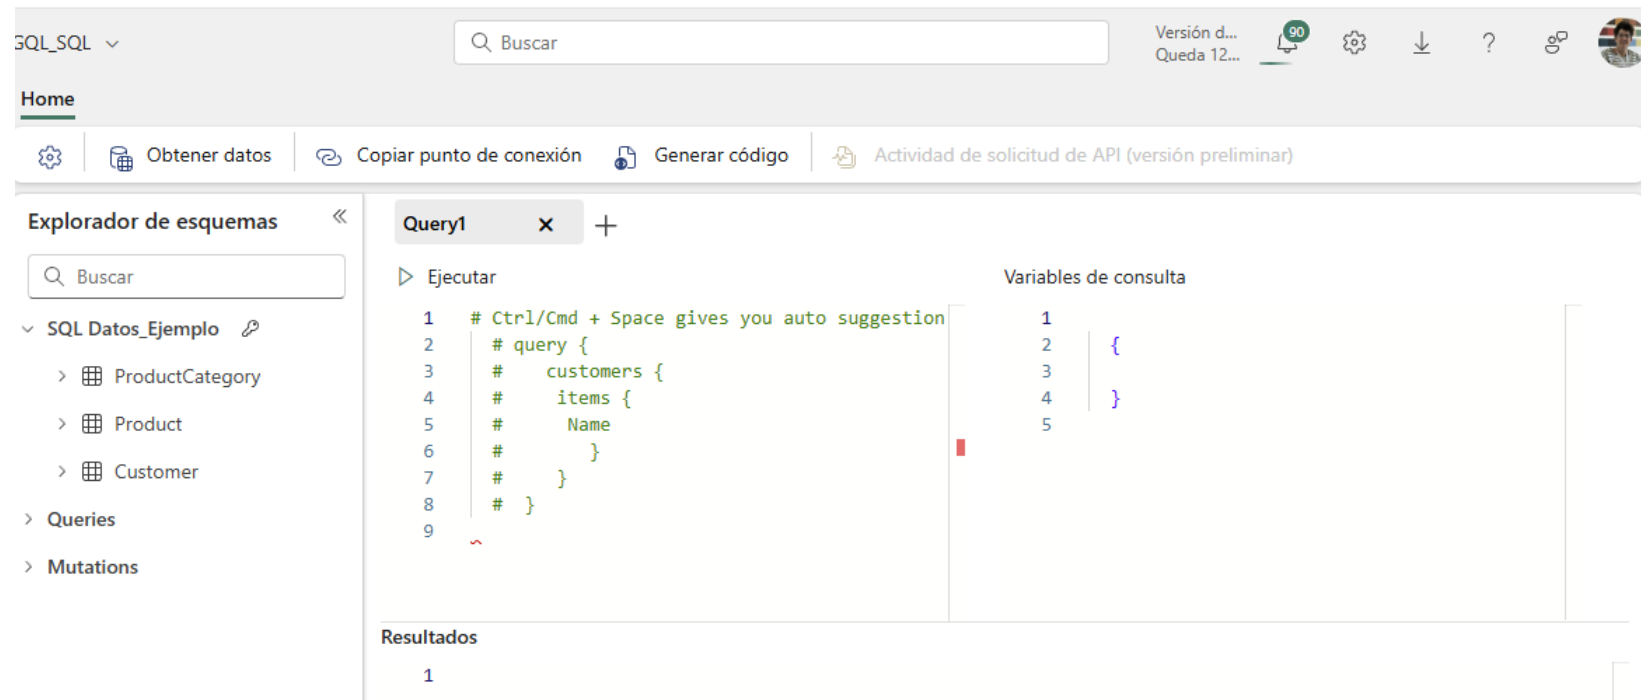 GQL_SQL
Buscar
Versión d...
Queda 12...
90
?
Home
Obtener datos
Copiar punto de conexión
Generar código
Actividad de solicitud de API (versión preliminar)
Explorador de esquemas
Buscar
SQL Datos_Ejemplo
ProductCategory
Product
Customer
Queries
Mutations
Query1
Ejecutar
1 # Ctrl/Cmd + Space gives you auto suggestion
2 # query {
3 # customers {
4 # items {
5 # Name
6 # }
7 # }
8 # }
9
Variables de consulta
1
2 {
3
4 }
5
Resultados
1